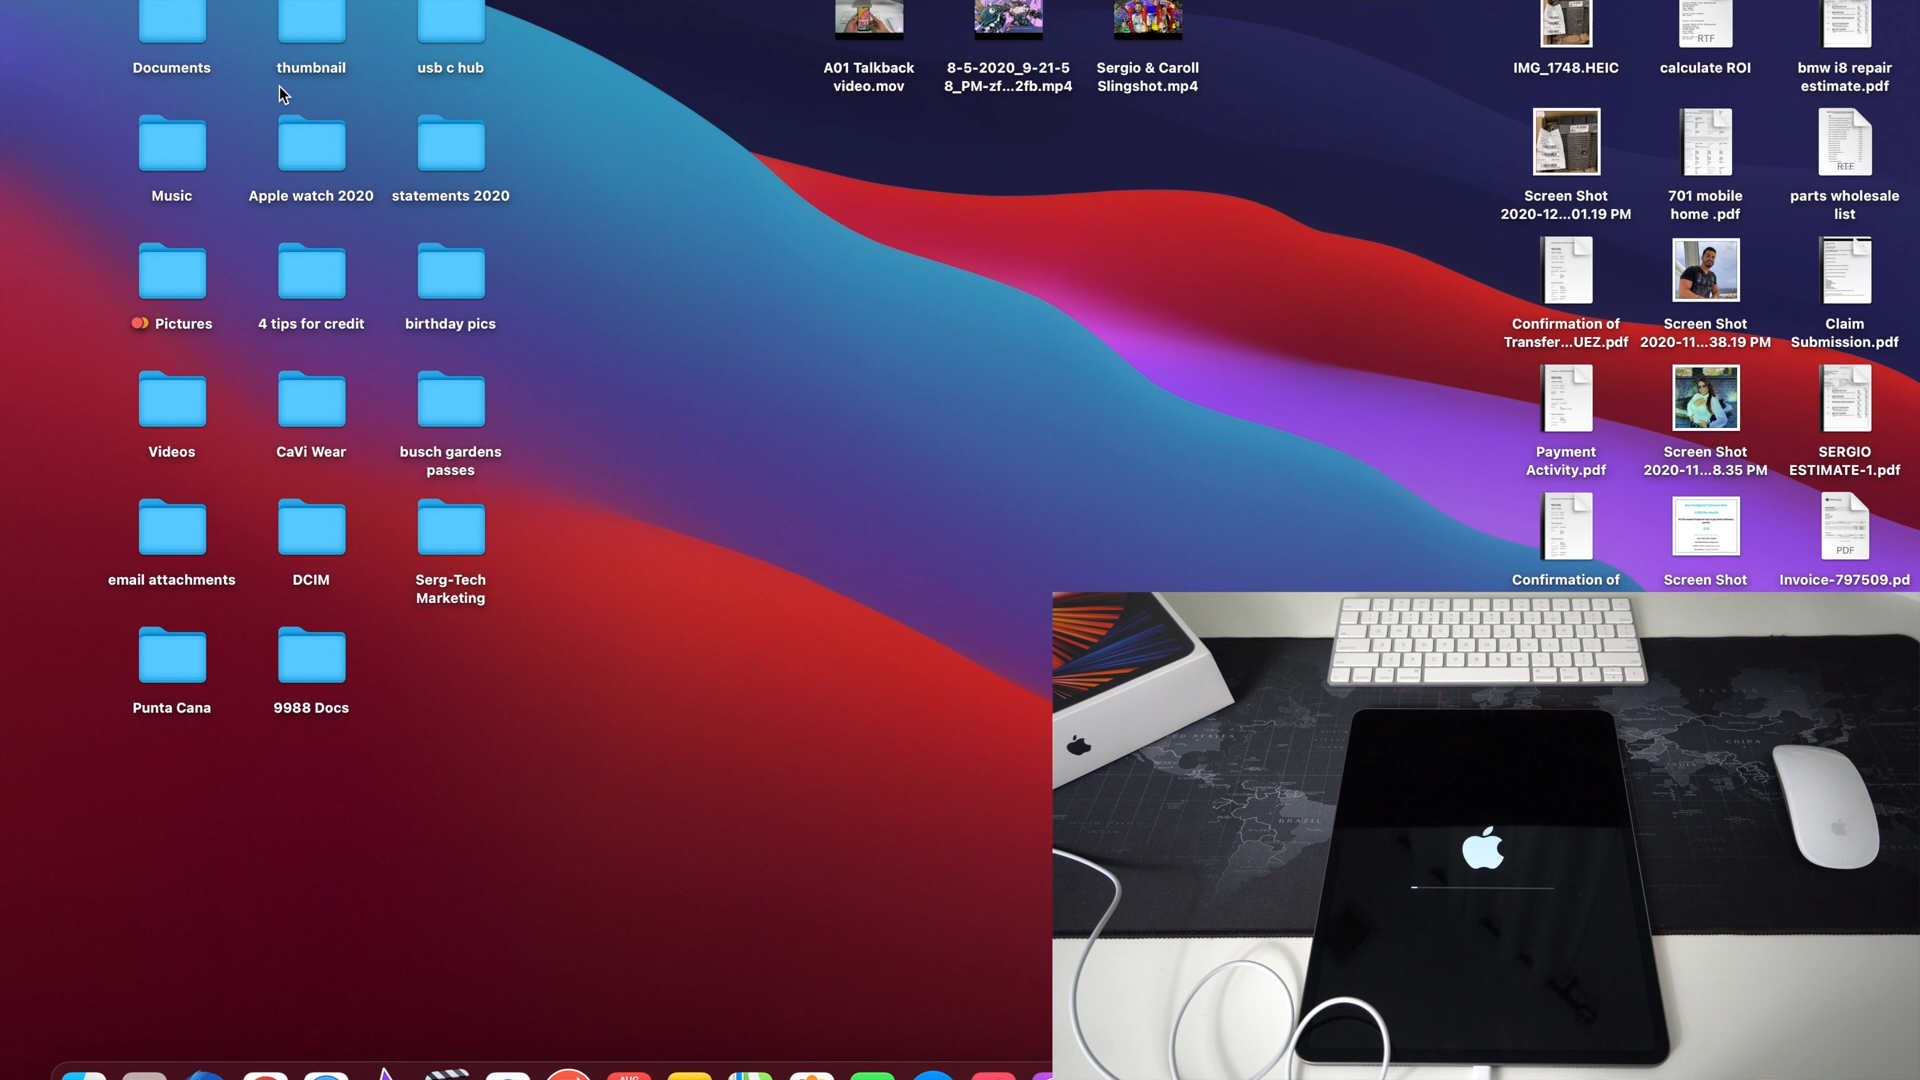 Documents
thumbnail
usb c hub
A01 Talkback
video.mov
8-5-2020_9-21-5
8_PM-zf...2fb.mp4
Sergio & Caroll
Slingshot.mp4
IMG_1748.HEIC
RTF
calculate ROI
bmw i8 repair
estimate.pdf
Music
Apple watch 2020
statements 2020
Screen Shot
2020-12...01.19 PM
701 mobile
home .pdf
RTF
parts wholesale
list
Pictures
4 tips for credit
birthday pics
Confirmation of
Transfer...UEZ.pdf
Screen Shot
2020-11...38.19 PM
Claim
Submission.pdf
Videos
CaVi Wear
busch gardens
passes
Payment
Activity.pdf
Screen Shot
2020-11...8.35 PM
SERGIO
ESTIMATE-1.pdf
email attachments
DCIM
Serg-Tech
Marketing
Confirmation of
Screen Shot
PDF
Invoice-797509.pd
Punta Cana
9988 Docs
CHINA
BRAZIL
AUG